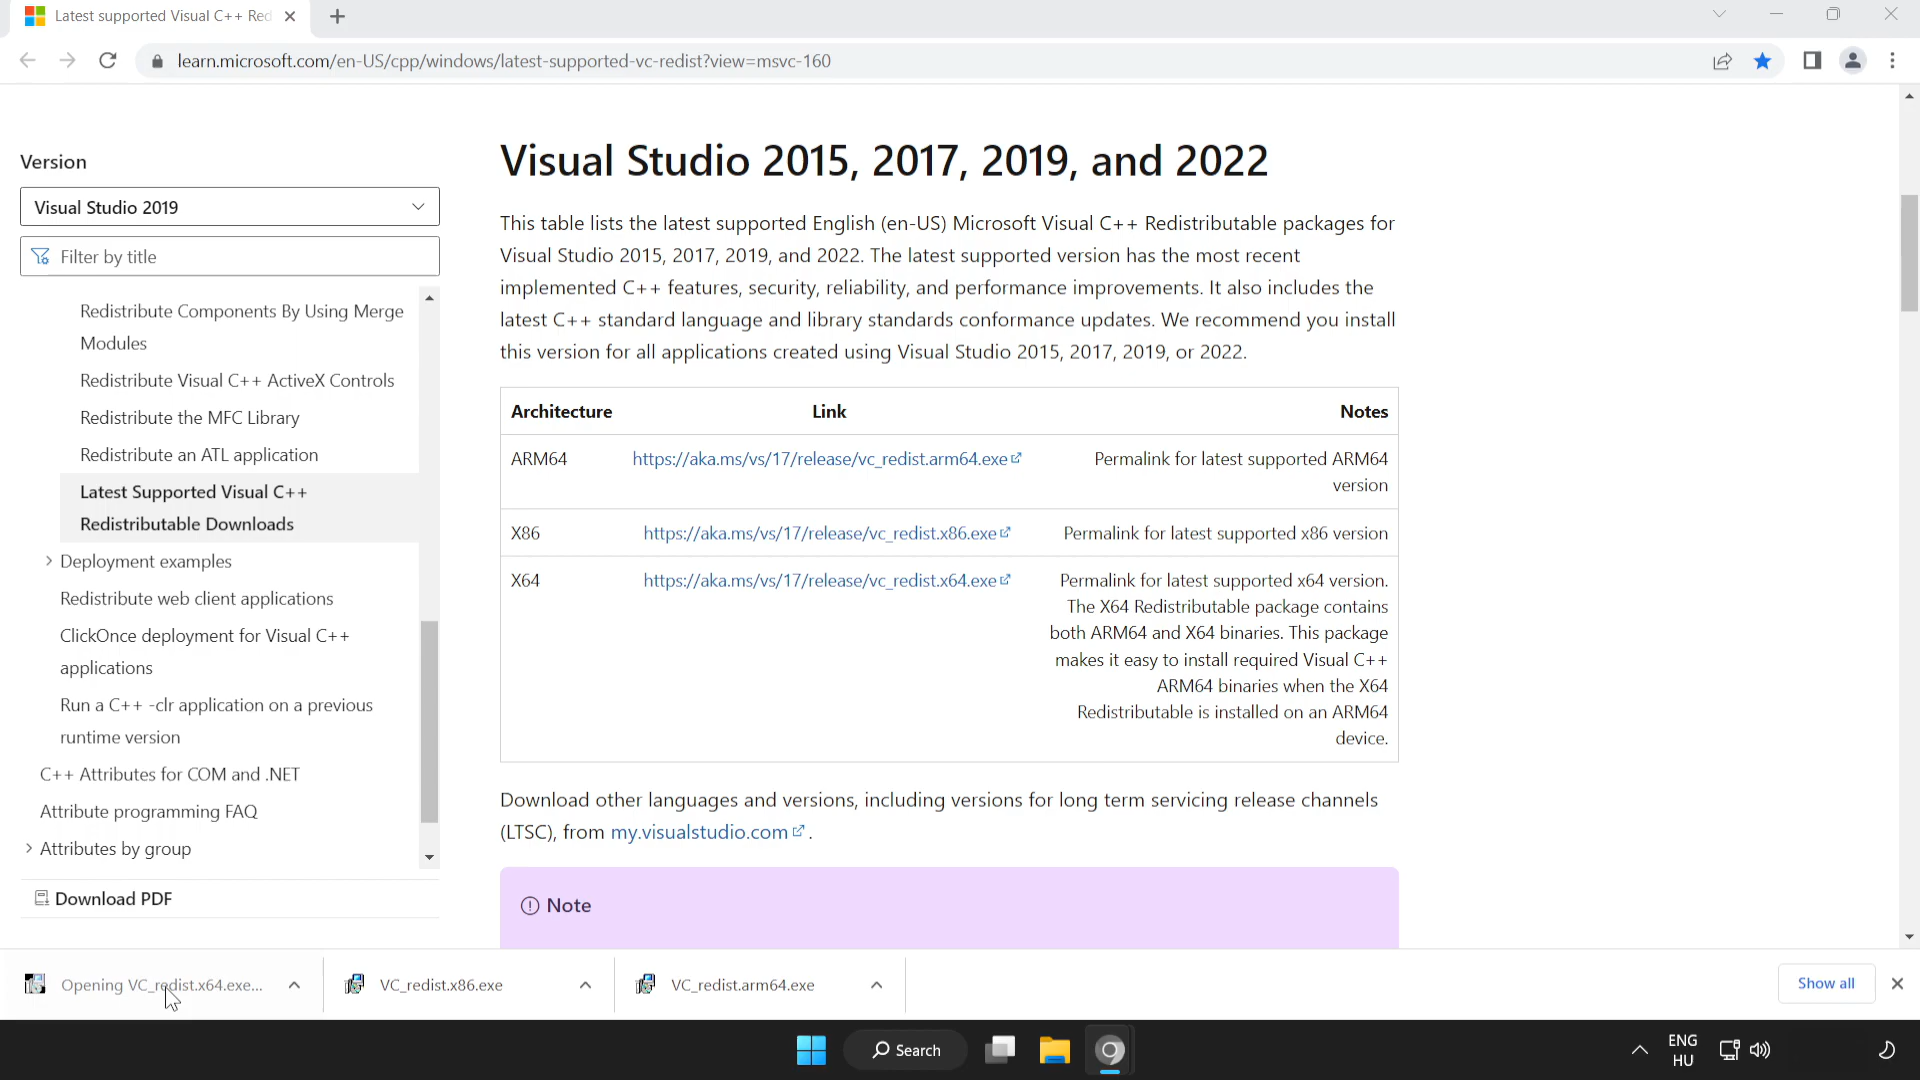 Latest supported Visual C++ Red
learn.microsoft.com/en-US/cpp/windows/latest-supported-vc-redist?view=msvc-160
Version
Visual Studio 2019
Filter by title
Redistribute Components By Using Merge
Modules
Redistribute Visual C++ ActiveX Controls
Redistribute the MFC Library
Redistribute an ATL application
Latest Supported Visual C++
Redistributable Downloads
Deployment examples
Redistribute web client applications
ClickOnce deployment for Visual C++
applications
Run a C++ -clr application on a previous
runtime version
C++ Attributes for COM and .NET
Attribute programming FAQ
Attributes by group
Download PDF
Visual Studio 2015, 2017, 2019, and 2022
This table lists the latest supported English (en-US) Microsoft Visual C++ Redistributable packages for
Visual Studio 2015, 2017, 2019, and 2022. The latest supported version has the most recent
implemented C++ features, security, reliability, and performance improvements. It also includes the
latest C++ standard language and library standards conformance updates. We recommend you install
this version for all applications created using Visual Studio 2015, 2017, 2019, or 2022.
Architecture Link Notes
ARM64 https://aka.ms/vs/17/release/vc_redist.arm64.exe Permalink for latest supported ARM64
version
X86 https://aka.ms/vs/17/release/vc_redist.x86.exe Permalink for latest supported x86 version
X64 https://aka.ms/vs/17/release/vc_redist.x64.exe Permalink for latest supported x64 version.
The X64 Redistributable package contains
both ARM64 and X64 binaries. This package
makes it easy to install required Visual C++
ARM64 binaries when the X64
Redistributable is installed on an ARM64
device.
Download other languages and versions, including versions for long term servicing release channels
(LTSC), from my.visualstudio.com .
Note
Opening VC_redist.x64.exe... VC_redist.x86.exe VC_redist.arm64.exe Show all
Search
ENG
HU